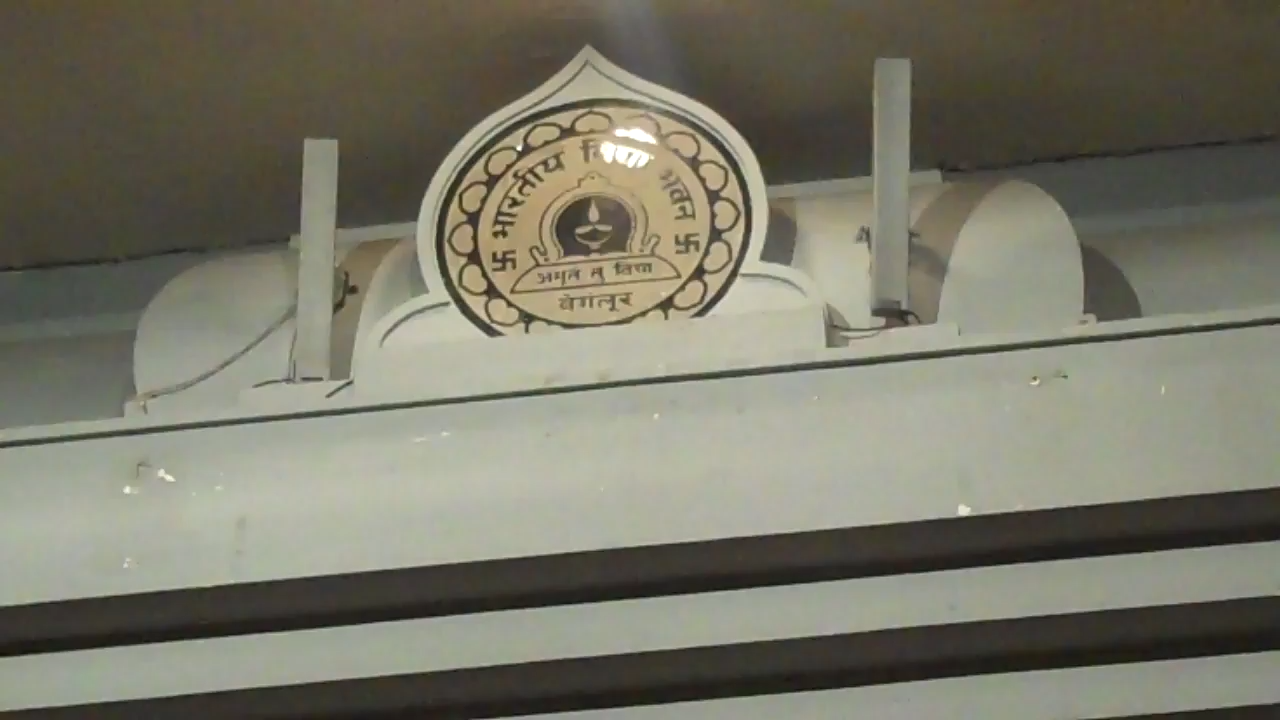 भारतीय विद्या भवन
अमृतं तु विद्या
बेंगलूर